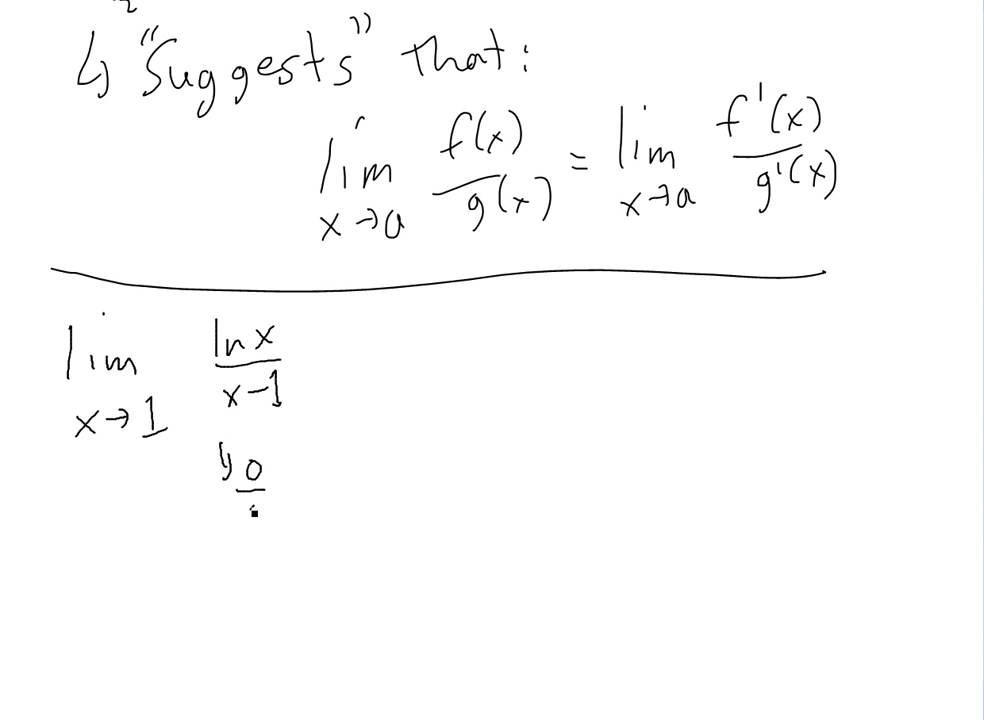 ↳ "Suggests" that:
lim x→a f(x)/g(x) = lim x→a f'(x)/g'(x)
lim x→1 ln x/x-1
↳ 0